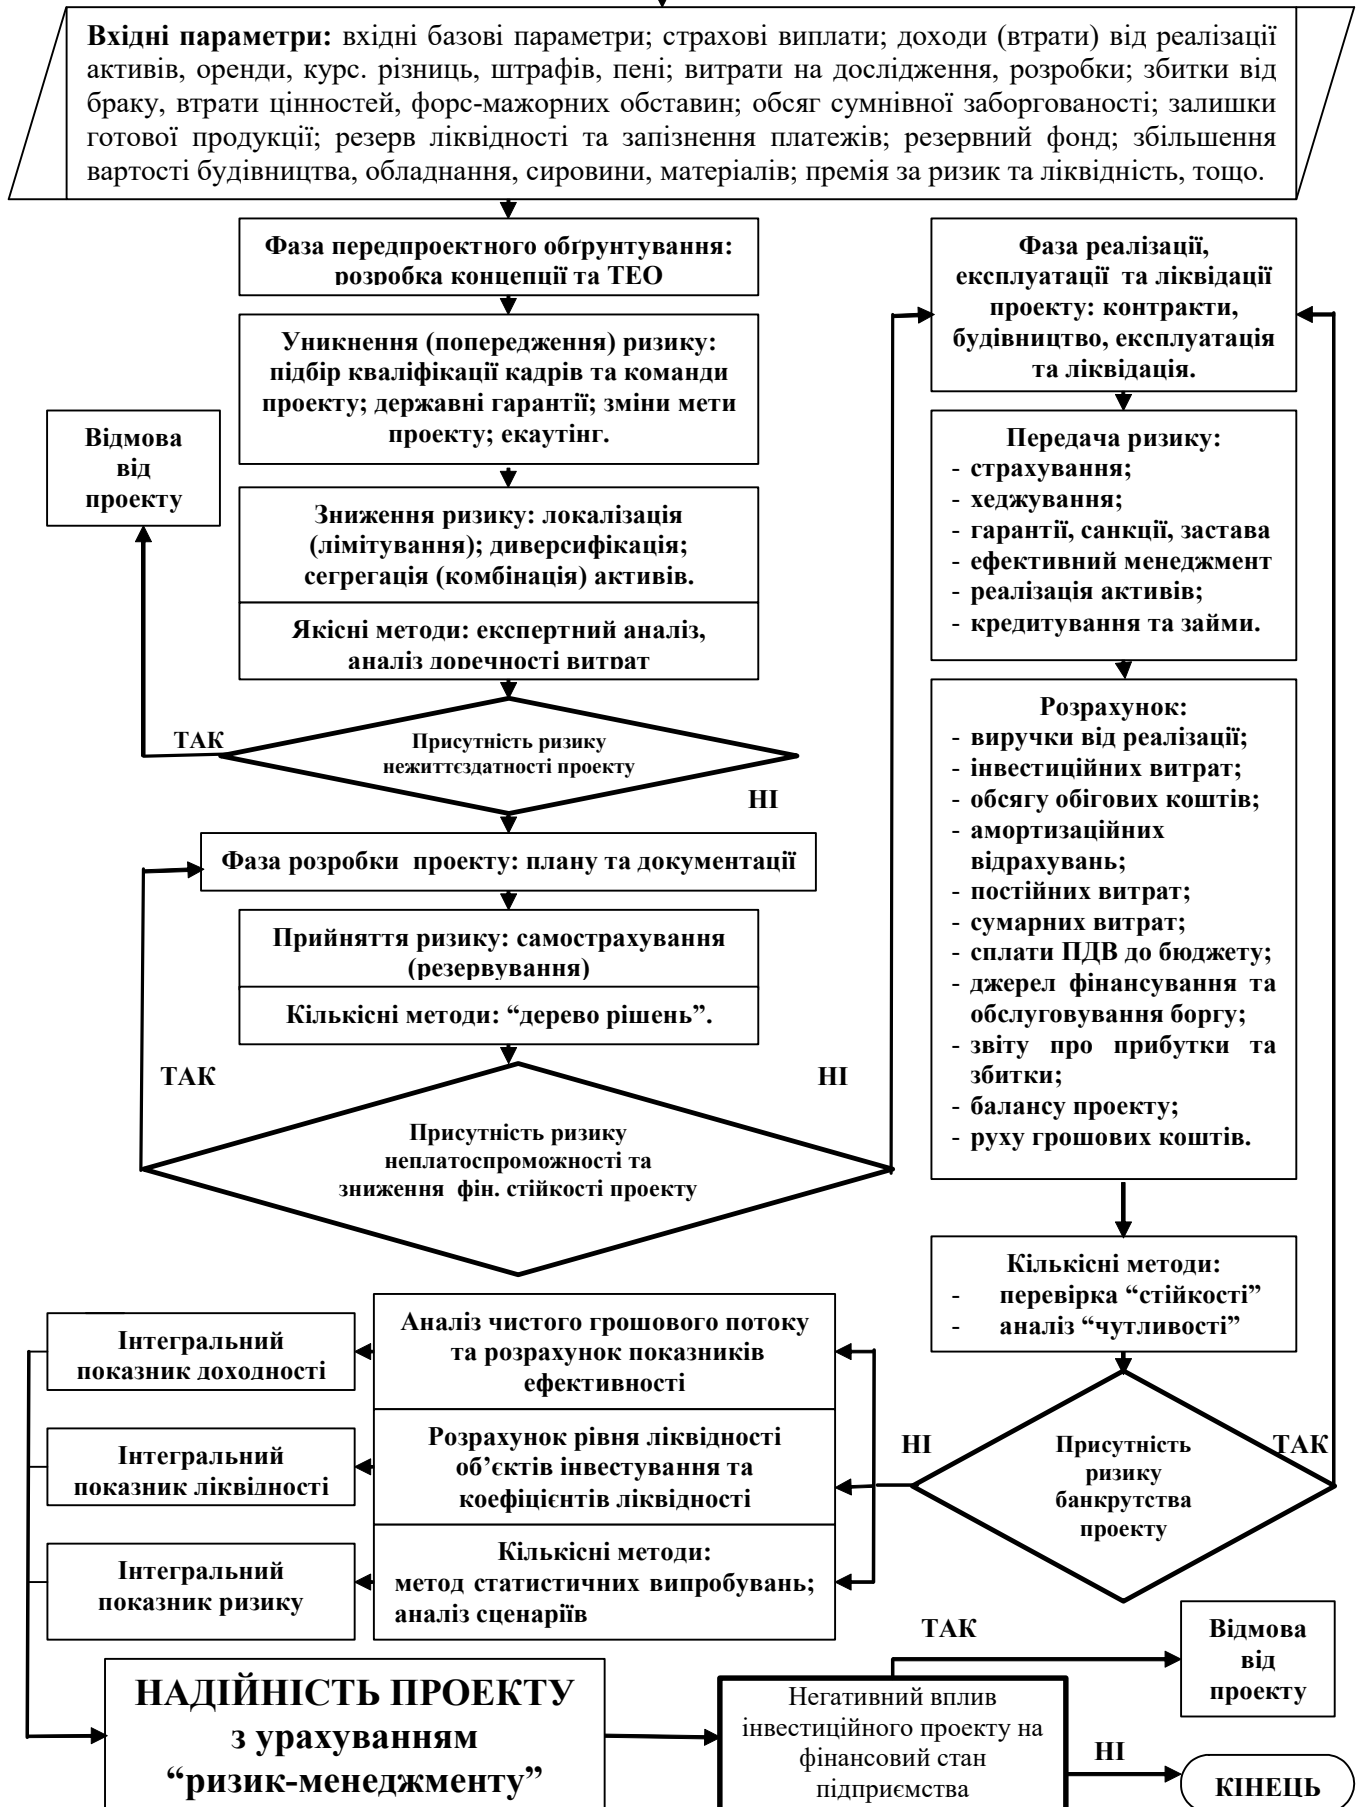 Вхідні параметри: вхідні базові параметри; страхові виплати; доходи (втрати) від реалізації
активів, оренди, курс. різниць, штрафів, пені; витрати на дослідження, розробки; збитки від
браку, втрати цінностей, форс-мажорних обставин; обсяг сумнівної заборгованості; залишки
готової продукції; резерв ліквідності та запізнення платежів; резервний фонд; збільшення
вартості будівництва, обладнання, сировини, матеріалів; премія за ризик та ліквідність, тощо.
Фаза передпроектного обґрунтування:
розробка концепції та ТЕО
Уникнення (попередження) ризику:
підбір кваліфікації кадрів та команди
проекту; державні гарантії; зміни мети
проекту; екаутінг.
Відмова
від
проекту
Зниження ризику: локалізація
(лімітування); диверсифікація;
сегрегація (комбінація) активів.
Якісні методи: експертний аналіз,
аналіз доречності витрат
ТАК
Присутність ризику
нежиттєздатності проекту
НІ
Фаза розробки проекту: плану та документації
Прийняття ризику: самострахування
(резервування)
Кількісні методи: “дерево рішень”.
ТАК
НІ
Присутність ризику
неплатоспроможності та
зниження фін. стійкості проекту
Фаза реалізації,
експлуатації та ліквідації
проекту: контракти,
будівництво, експлуатація
та ліквідація.
Передача ризику:
- страхування;
- хеджування;
- гарантії, санкції, застава
- ефективний менеджмент
- реалізація активів;
- кредитування та займи.
Розрахунок:
- виручки від реалізації;
- інвестиційних витрат;
- обсягу обігових коштів;
- амортизаційних
відрахувань;
- постійних витрат;
- сумарних витрат;
- сплати ПДВ до бюджету;
- джерел фінансування та
обслуговування боргу;
- звіту про прибутки та
збитки;
- балансу проекту;
- руху грошових коштів.
Кількісні методи:
- перевірка “стійкості”
- аналіз “чутливості”
НІ
Присутність
ризику
банкрутства
проекту
ТАК
Аналіз чистого грошового потоку
та розрахунок показників
ефективності
Розрахунок рівня ліквідності
об’єктів інвестування та
коефіцієнтів ліквідності
Кількісні методи:
метод статистичних випробувань;
аналіз сценаріїв
Інтегральний
показник доходності
Інтегральний
показник ліквідності
Інтегральний
показник ризику
НАДІЙНІСТЬ ПРОЕКТУ
з урахуванням
“ризик-менеджменту”
Негативний вплив
інвестиційного проекту на
фінансовий стан
підприємства
ТАК
Відмова
від
проекту
НІ
КІНЕЦЬ